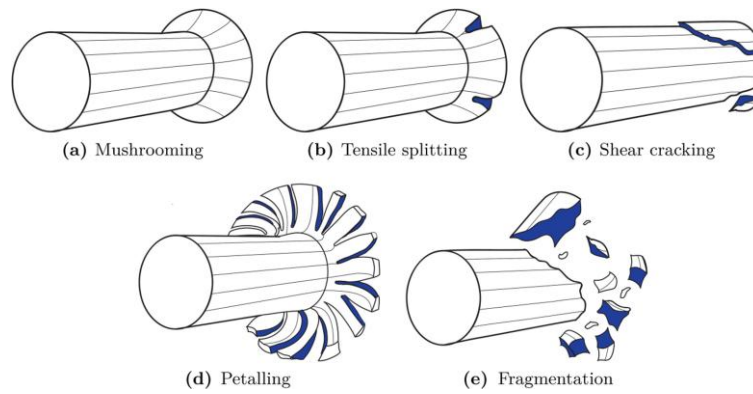 (a) Mushrooming
(b) Tensile splitting
(c) Shear cracking
(d) Petalling
(e) Fragmentation